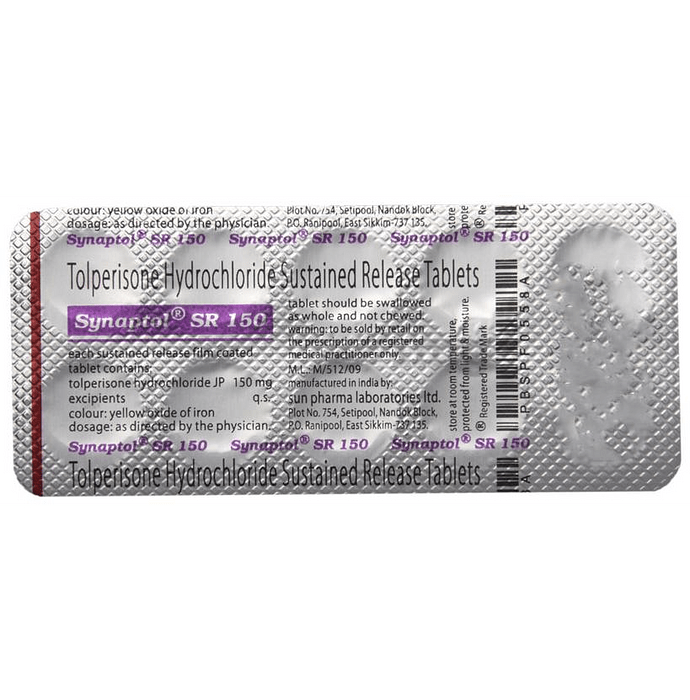 colour: yellow oxide of iron
dosage: as directed by the physician.
Plot No. 754, Setipool, Nandok Block,
P.O. Ranipool, East Sikkim-737 135.
store
prote
® Re
Synaptol® SR 150 Synaptol® SR 150 Synaptol® SR 150
Tolperisone Hydrochloride Sustained Release Tablets
Synaptol® SR 150
each sustained release film coated
tablet contains:
tolperisone hydrochloride JP 150 mg
excipients q.s.
colour: yellow oxide of iron
dosage: as directed by the physician.
tablet should be swallowed
as whole and not chewed.
warning: to be sold by retail on
the prescription of a registered
medical practitioner only.
M.L.: M/512/09
manufactured in india by:
sun pharma laboratories ltd.
Plot No. 754, Setipool, Nandok Block,
P.O. Ranipool, East Sikkim-737 135.
store at room temperature,
protected from light & moisture.
® Registered Trade Mark
PBSPF0558A
Synaptol® SR 150 Synaptol® SR 150 Synaptol® SR 150
Tolperisone Hydrochloride Sustained Release Tablets
8A